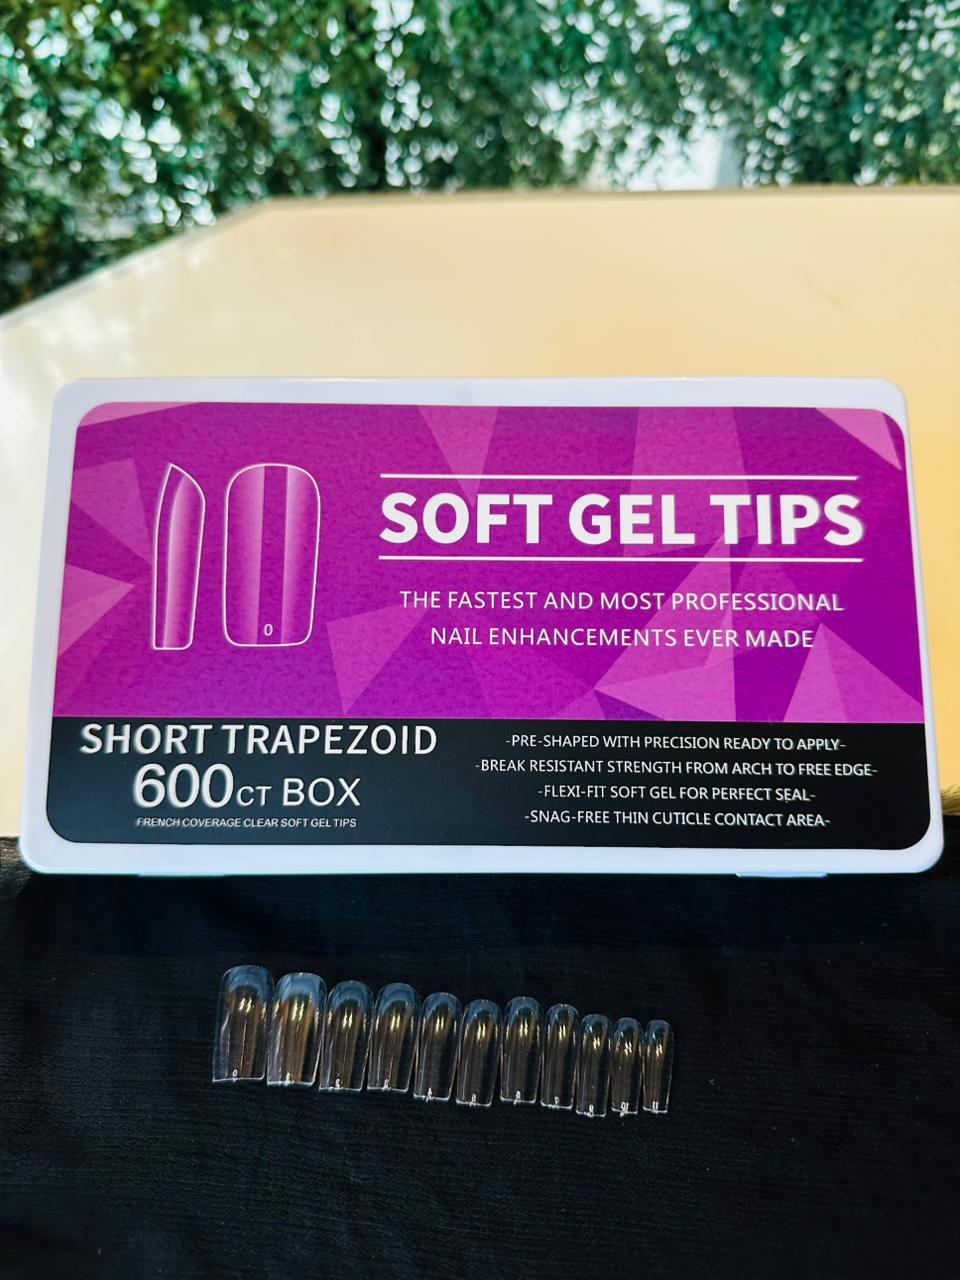 SOFT GEL TIPS
THE FASTEST AND MOST PROFESSIONAL
NAIL ENHANCEMENTS EVER MADE
0
SHORT TRAPEZOID
600CT BOX
FRENCH COVERAGE CLEAR SOFT GEL TIPS
-PRE-SHAPED WITH PRECISION READY TO APPLY-
-BREAK RESISTANT STRENGTH FROM ARCH TO FREE EDGE-
-FLEXI-FIT SOFT GEL FOR PERFECT SEAL-
-SNAG-FREE THIN CUTICLE CONTACT AREA-